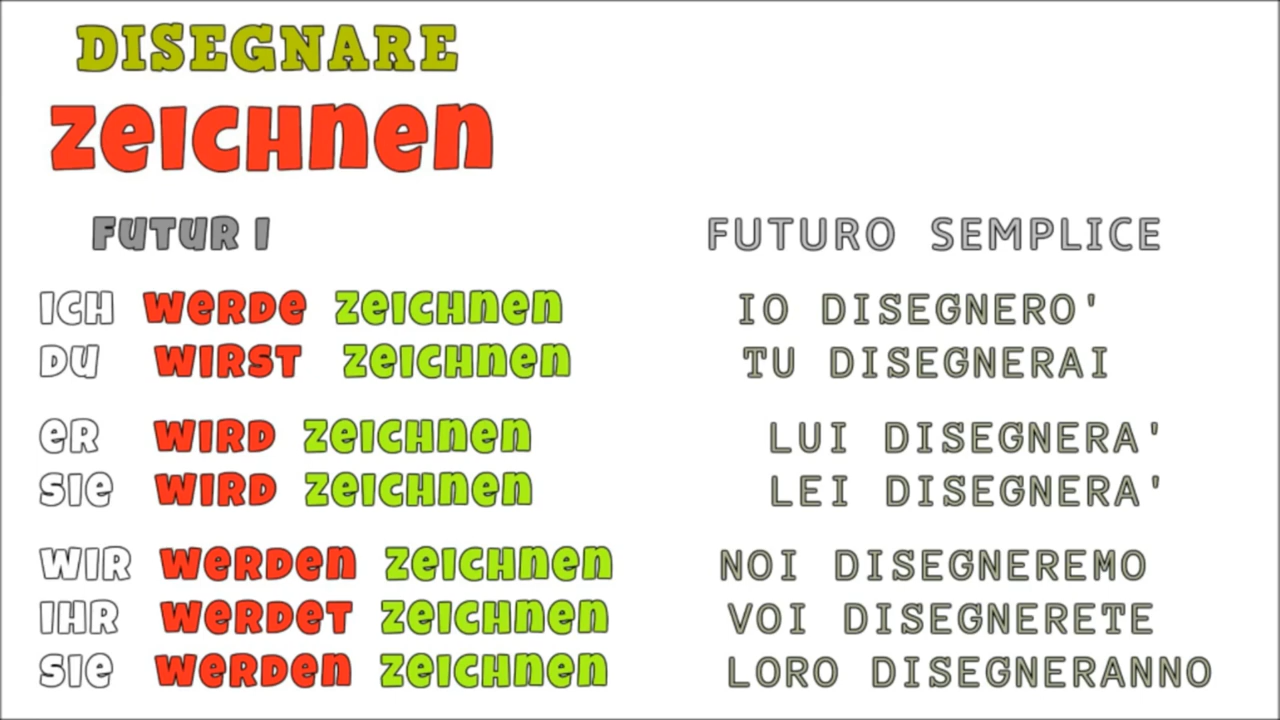 DISEGNARE
zeichnen
FUTUR I FUTURO SEMPLICE
ICH werde zeichnen IO DISEGNERO'
DU WIRST zeichnen TU DISEGNERAI
er WIRD zeichnen LUI DISEGNERA'
sie WIRD zeichnen LEI DISEGNERA'
WIR werden zeichnen NOI DISEGNEREMO
IHR werdet zeichnen VOI DISEGNERETE
sie werden zeichnen LORO DISEGNERANNO